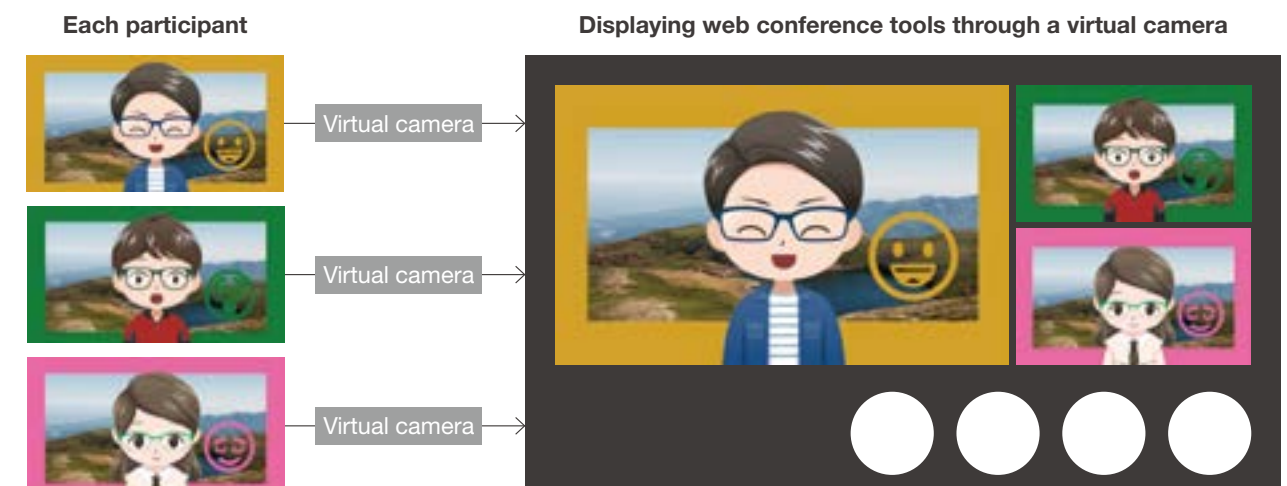 Each participant
Displaying web conference tools through a virtual camera
Virtual camera
Virtual camera
Virtual camera